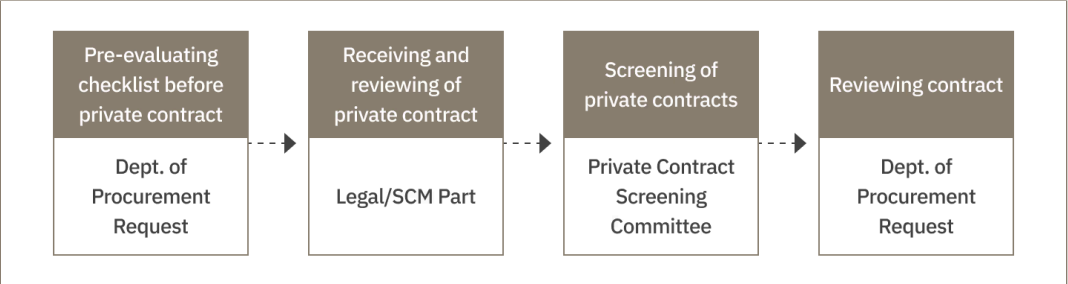 Pre-evaluating
checklist before
private contract
Dept. of
Procurement
Request
Receiving and
reviewing of
private contract
Legal/SCM Part
Screening of
private contracts
Private Contract
Screening
Committee
Reviewing contract
Dept. of
Procurement
Request